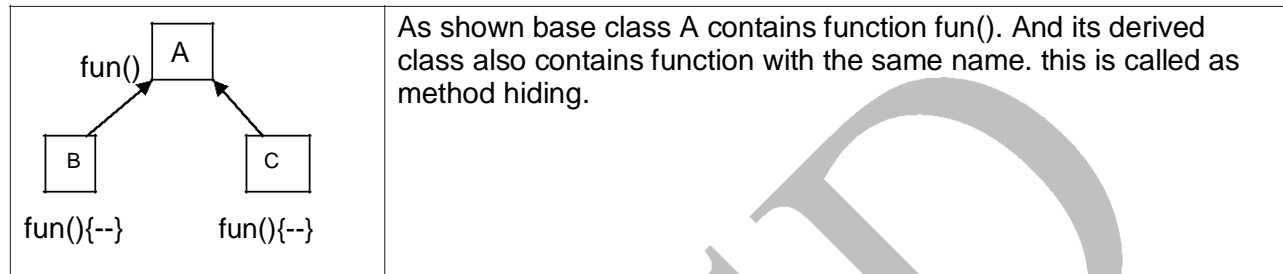 A
fun()
B
C
fun(){--}
fun(){--}
As shown base class A contains function fun(). And its derived
class also contains function with the same name. this is called as
method hiding.